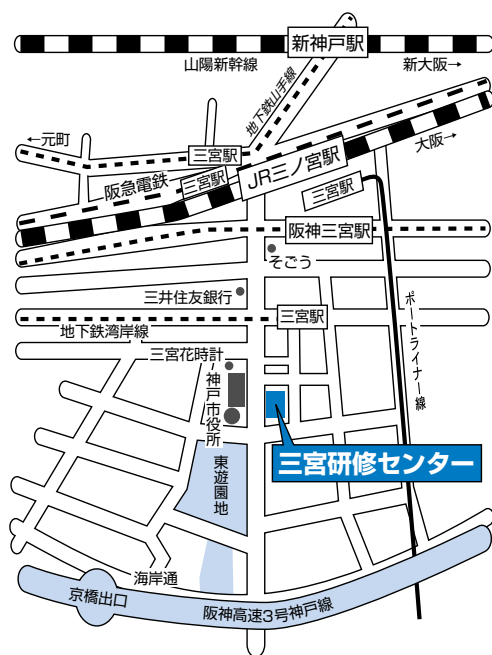 新神戸駅
山陽新幹線
新大阪→
地下鉄山手線
←元町
三宮駅
大阪→
阪急電鉄
三宮駅
JR三ノ宮駅
三宮駅
阪神三宮駅
そごう
三井住友銀行
三宮駅
地下鉄湾岸線
ポートライナー線
三宮花時計
神戸市役所
三宮研修センター
東遊園地
海岸通
京橋出口
阪神高速3号神戸線